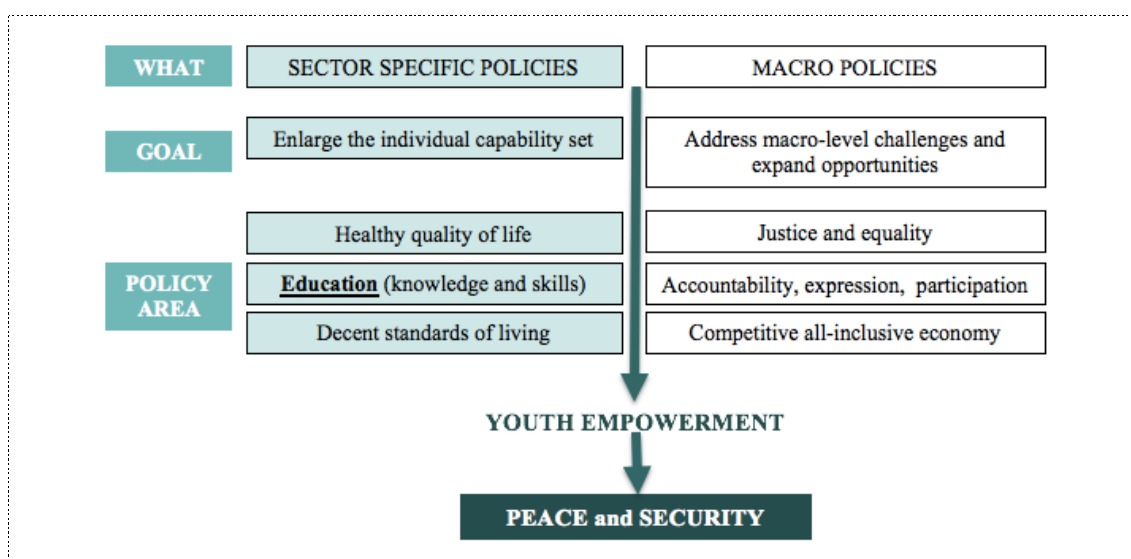 WHAT
SECTOR SPECIFIC POLICIES
MACRO POLICIES
GOAL
Enlarge the individual capability set
Address macro-level challenges and
expand opportunities
POLICY
AREA
Healthy quality of life
Justice and equality
Education (knowledge and skills)
Accountability, expression, participation
Decent standards of living
Competitive all-inclusive economy
YOUTH EMPOWERMENT
PEACE and SECURITY